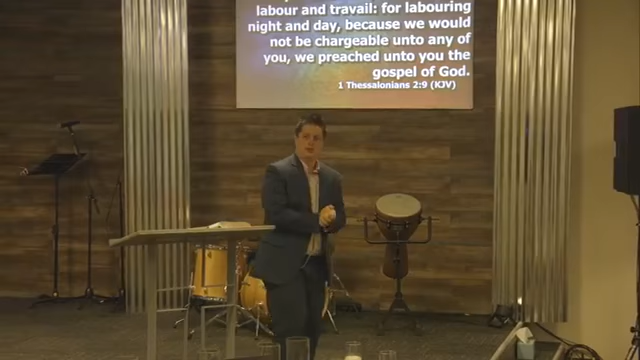 labour and travail: for labouring
night and day, because we would
not be chargeable unto any of
you, we preached unto you the
gospel of God.
1 Thessalonians 2:9 (KJV)